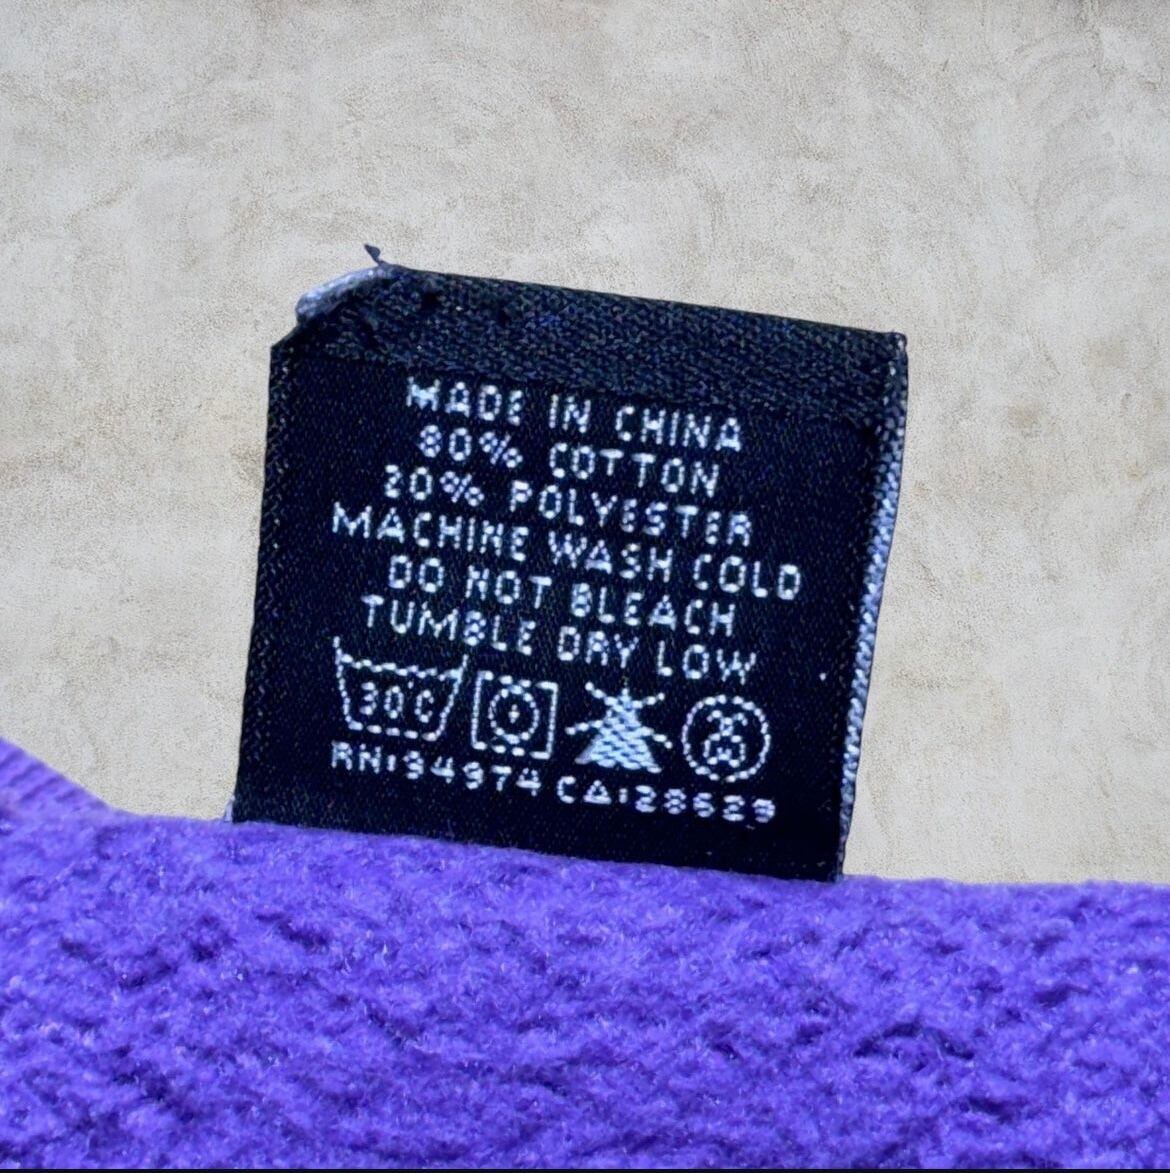 MADE IN CHINA
80% COTTON
20% POLYESTER
MACHINE WASH COLD
DO NOT BLEACH
TUMBLE DRY LOW
30°C
RN:94974 CA:28629